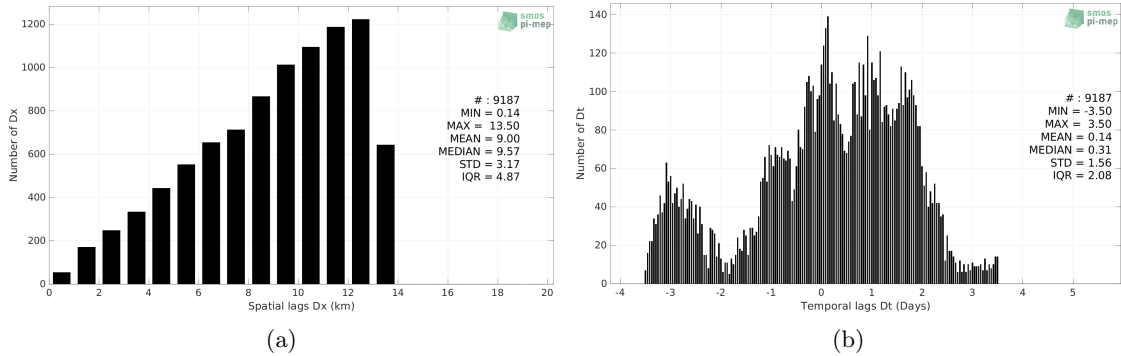 1200
1000
800
600
400
200
0
Number of Dx
0 2 4 6 8 10 12 14 16 18 20
Spatial lags Dx (km)
smos
pi-mep
# : 9187
MIN = 0.14
MAX = 13.50
MEAN = 9.00
MEDIAN = 9.57
STD = 3.17
IQR = 4.87
(a)
140
120
100
80
60
40
20
0
Number of Dt
-4 -3 -2 -1 0 1 2 3 4 5
Temporal lags Dt (Days)
smos
pi-mep
# : 9187
MIN = -3.50
MAX = 3.50
MEAN = 0.14
MEDIAN = 0.31
STD = 1.56
IQR = 2.08
(b)